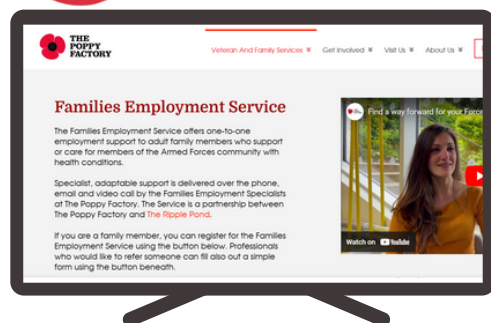 THE
POPPY
FACTORY
Veteran And Family Services
Get Involved
Visit Us
About Us
Families Employment Service
The Families Employment Service offers one-to-one
employment support to adult family members who support
or care for members of the Armed Forces community with
health conditions.
Specialist, adaptable support is delivered over the phone,
email and video call by the Families Employment Specialists
at The Poppy Factory. The Service is a partnership between
The Poppy Factory and The Ripple Pond.
If you are a family member, you can register for the Families
Employment Service using the button below. Professionals
who would like to refer someone can fill also out a simple
form using the button beneath.
Find a way forward for your Force
Watch on YouTube